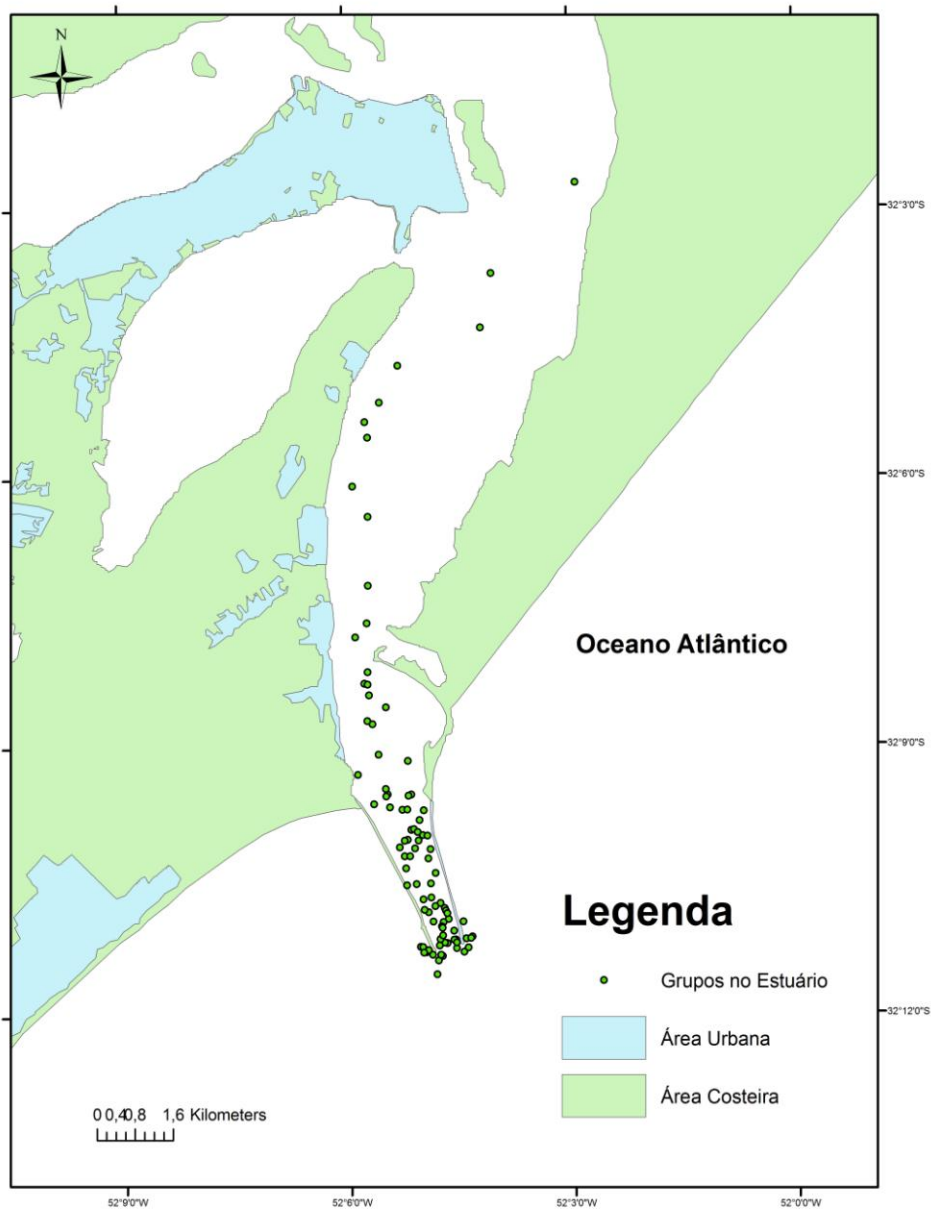 N
32°3'0"S
32°6'0"S
Oceano Atlântico
32°9'0"S
Legenda
Grupos no Estuário
32°12'0"S
Área Urbana
Área Costeira
0 0,40,8 1,6 Kilometers
52°9'0"W 52°6'0"W 52°3'0"W 52°0'0"W